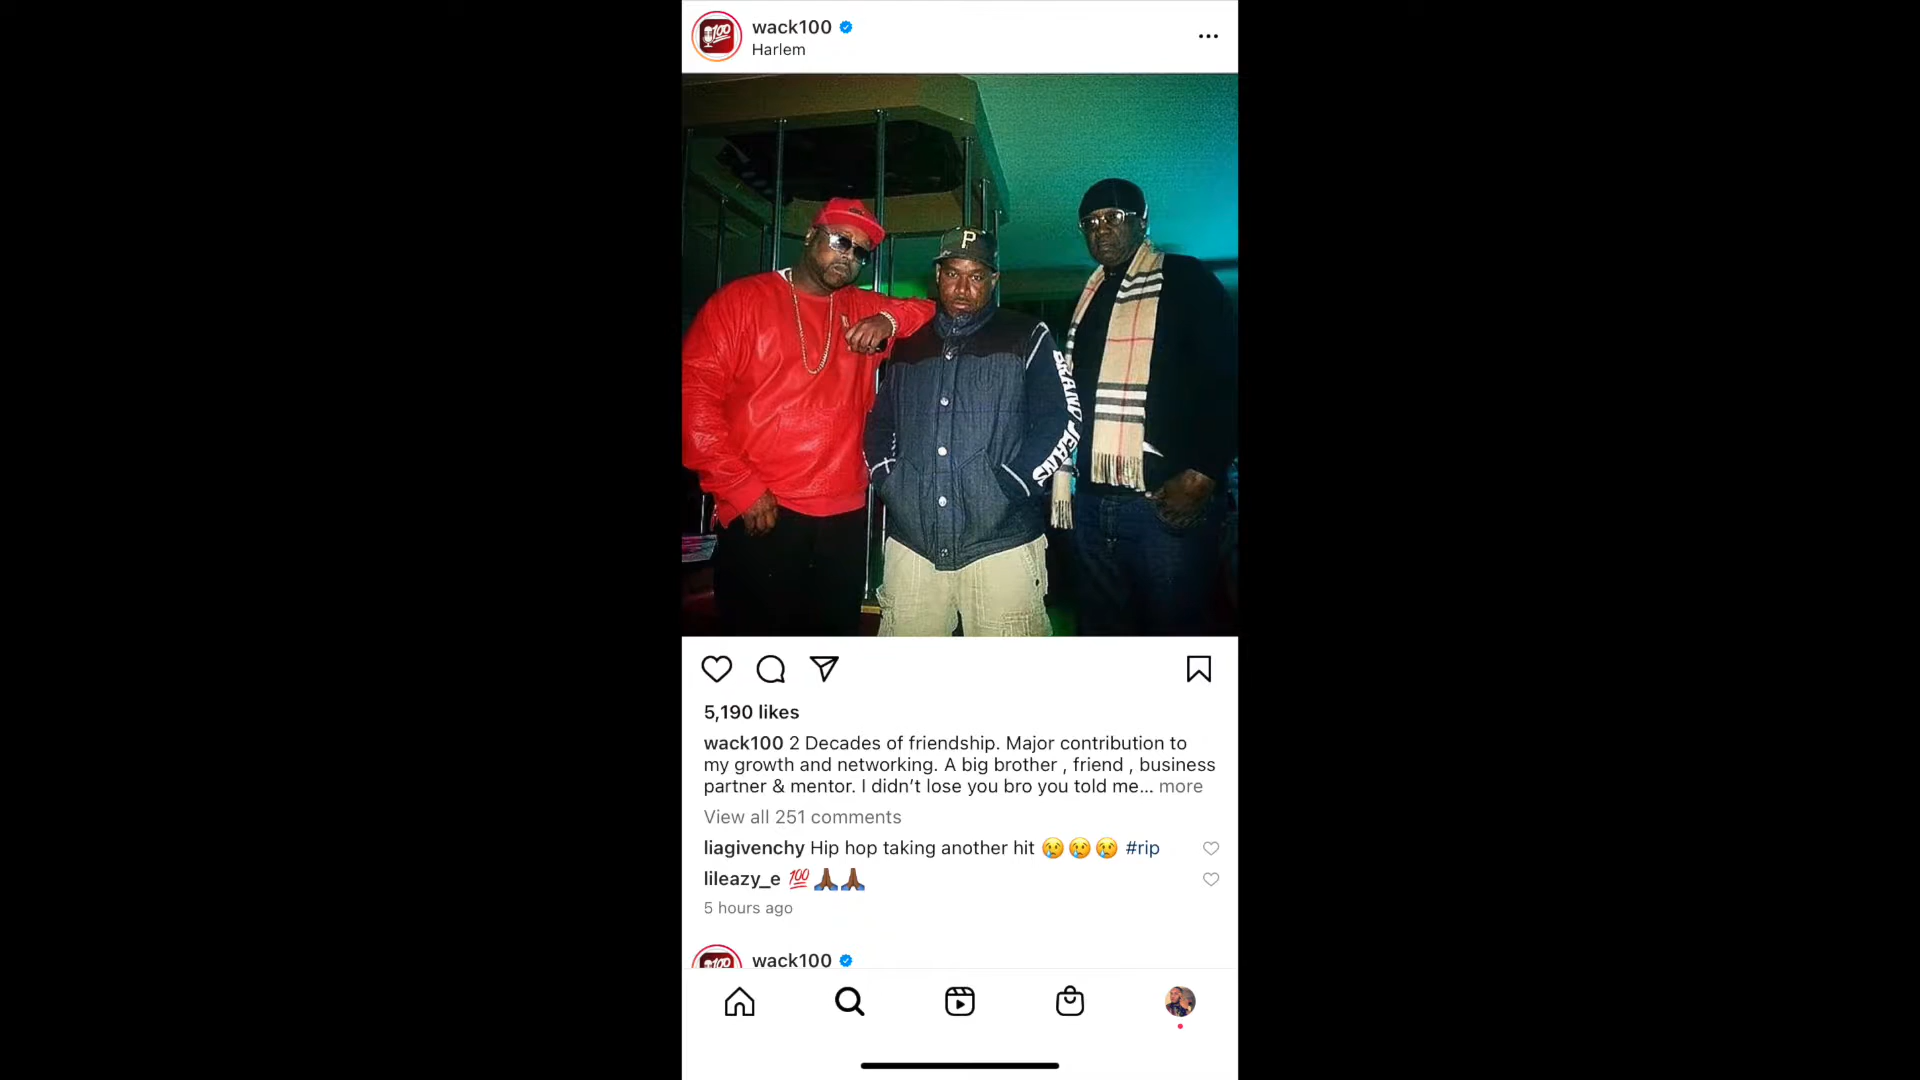 wack100
Harlem
P
BRAND JEANS
5,190 likes
wack100 2 Decades of friendship. Major contribution to
my growth and networking. A big brother , friend , business
partner & mentor. I didn’t lose you bro you told me... more
View all 251 comments
liagivenchy Hip hop taking another hit 😢😢😢 #rip
lileazy_e 💯🙏🏾🙏🏾
5 hours ago
wack100